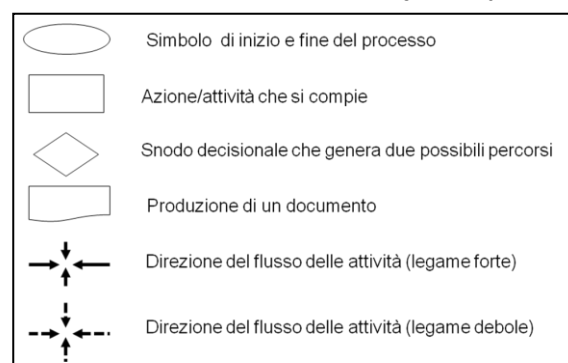 Simbolo di inizio e fine del processo
Azione/attività che si compie
Snodo decisionale che genera due possibili percorsi
Produzione di un documento
Direzione del flusso delle attività (legame forte)
Direzione del flusso delle attività (legame debole)